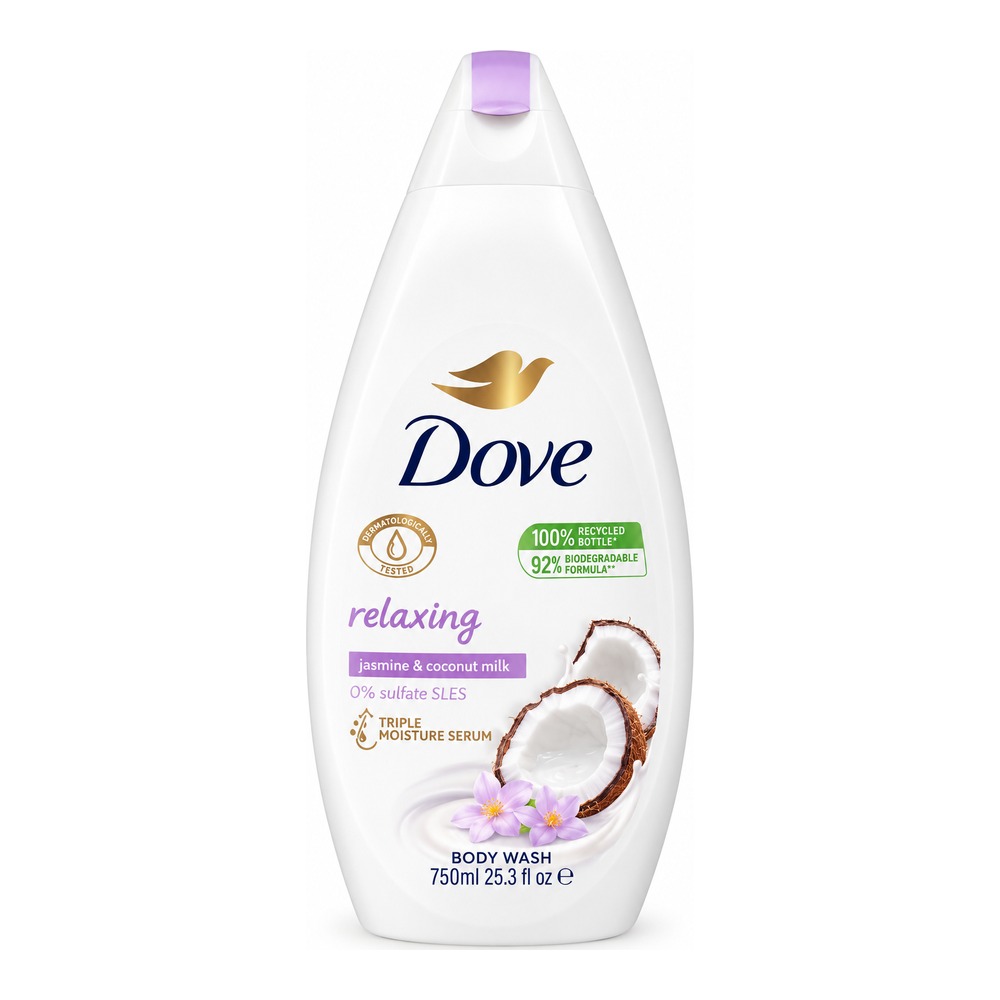 Dove
DERMATOLOGICALLY
TESTED
100% RECYCLED
BOTTLE*
92% BIODEGRADABLE
FORMULA**
relaxing
jasmine & coconut milk
0% sulfate SLES
TRIPLE
MOISTURE SERUM
BODY WASH
750ml 25.3 fl oz ℮